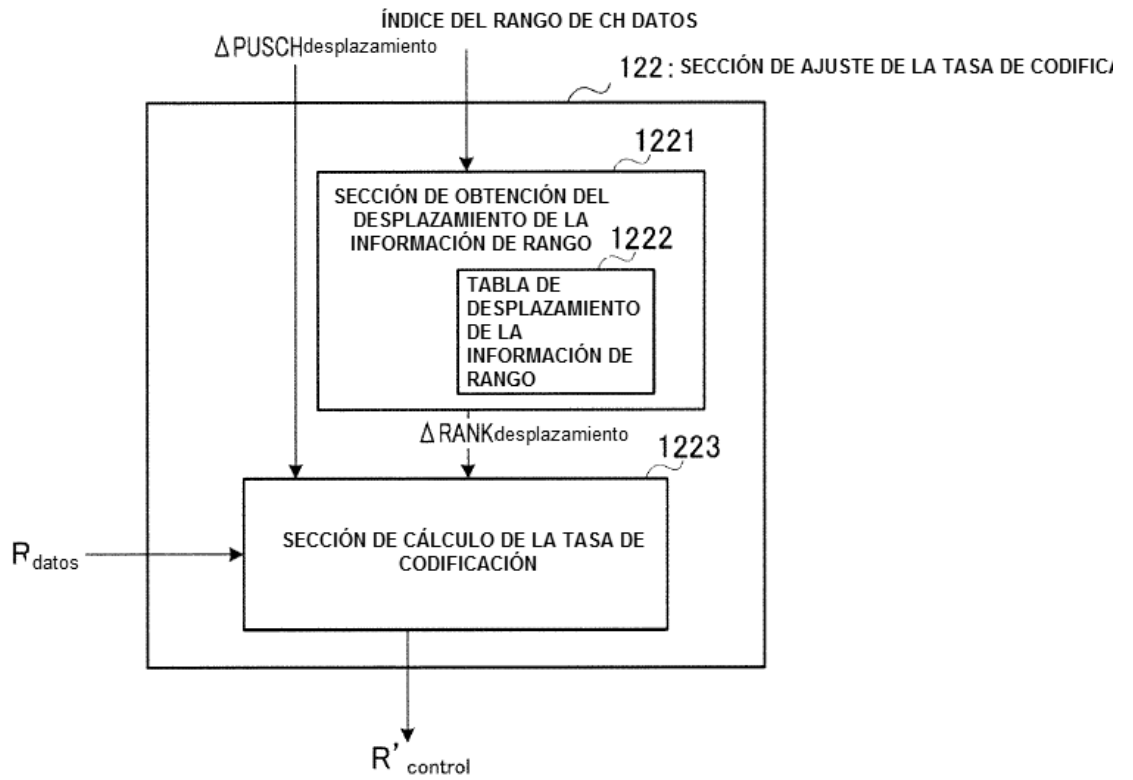 ÍNDICE DEL RANGO DE CH DATOS
ΔPUSCHdesplazamiento
122: SECCIÓN DE AJUSTE DE LA TASA DE
1221
SECCIÓN DE OBTENCIÓN DEL
DESPLAZAMIENTO DE LA
INFORMACIÓN DE RANGO
1222
TABLA DE
DESPLAZAMIENTO
DE LA
INFORMACIÓN DE
RANGO
ΔRANKdesplazamiento
1223
SECCIÓN DE CÁLCULO DE LA TASA DE
CODIFICACIÓN
Rdatos
R'control